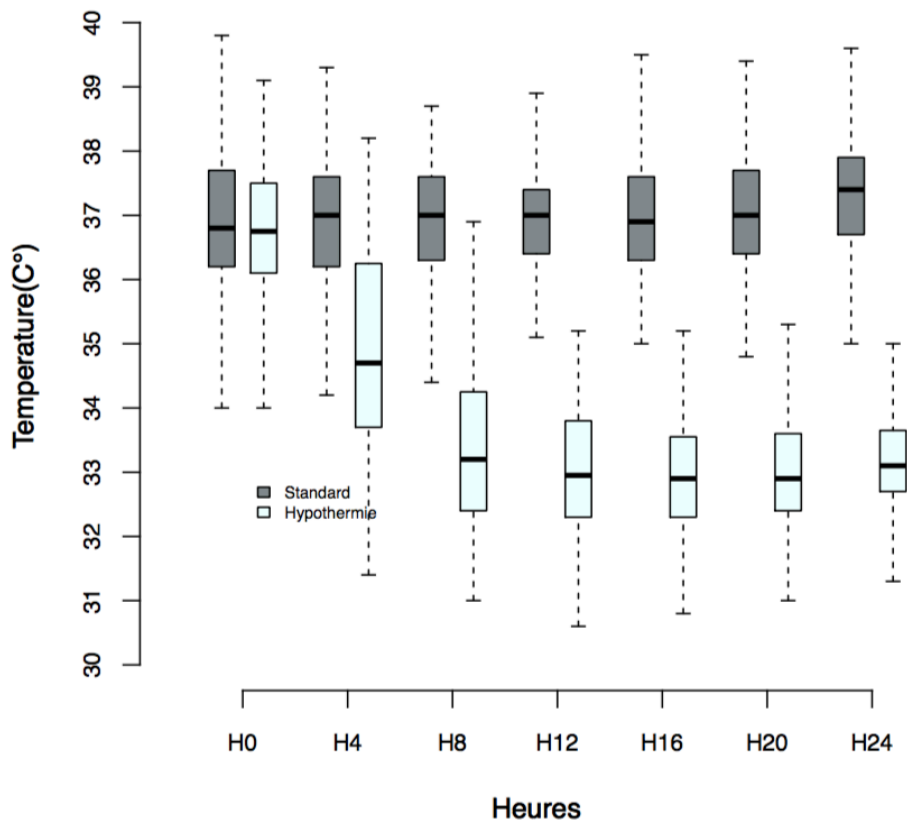 Temperature(C°)
40
39
38
37
36
35
34
33
32
31
30
Standard
Hypothermie
H0 H4 H8 H12 H16 H20 H24
Heures